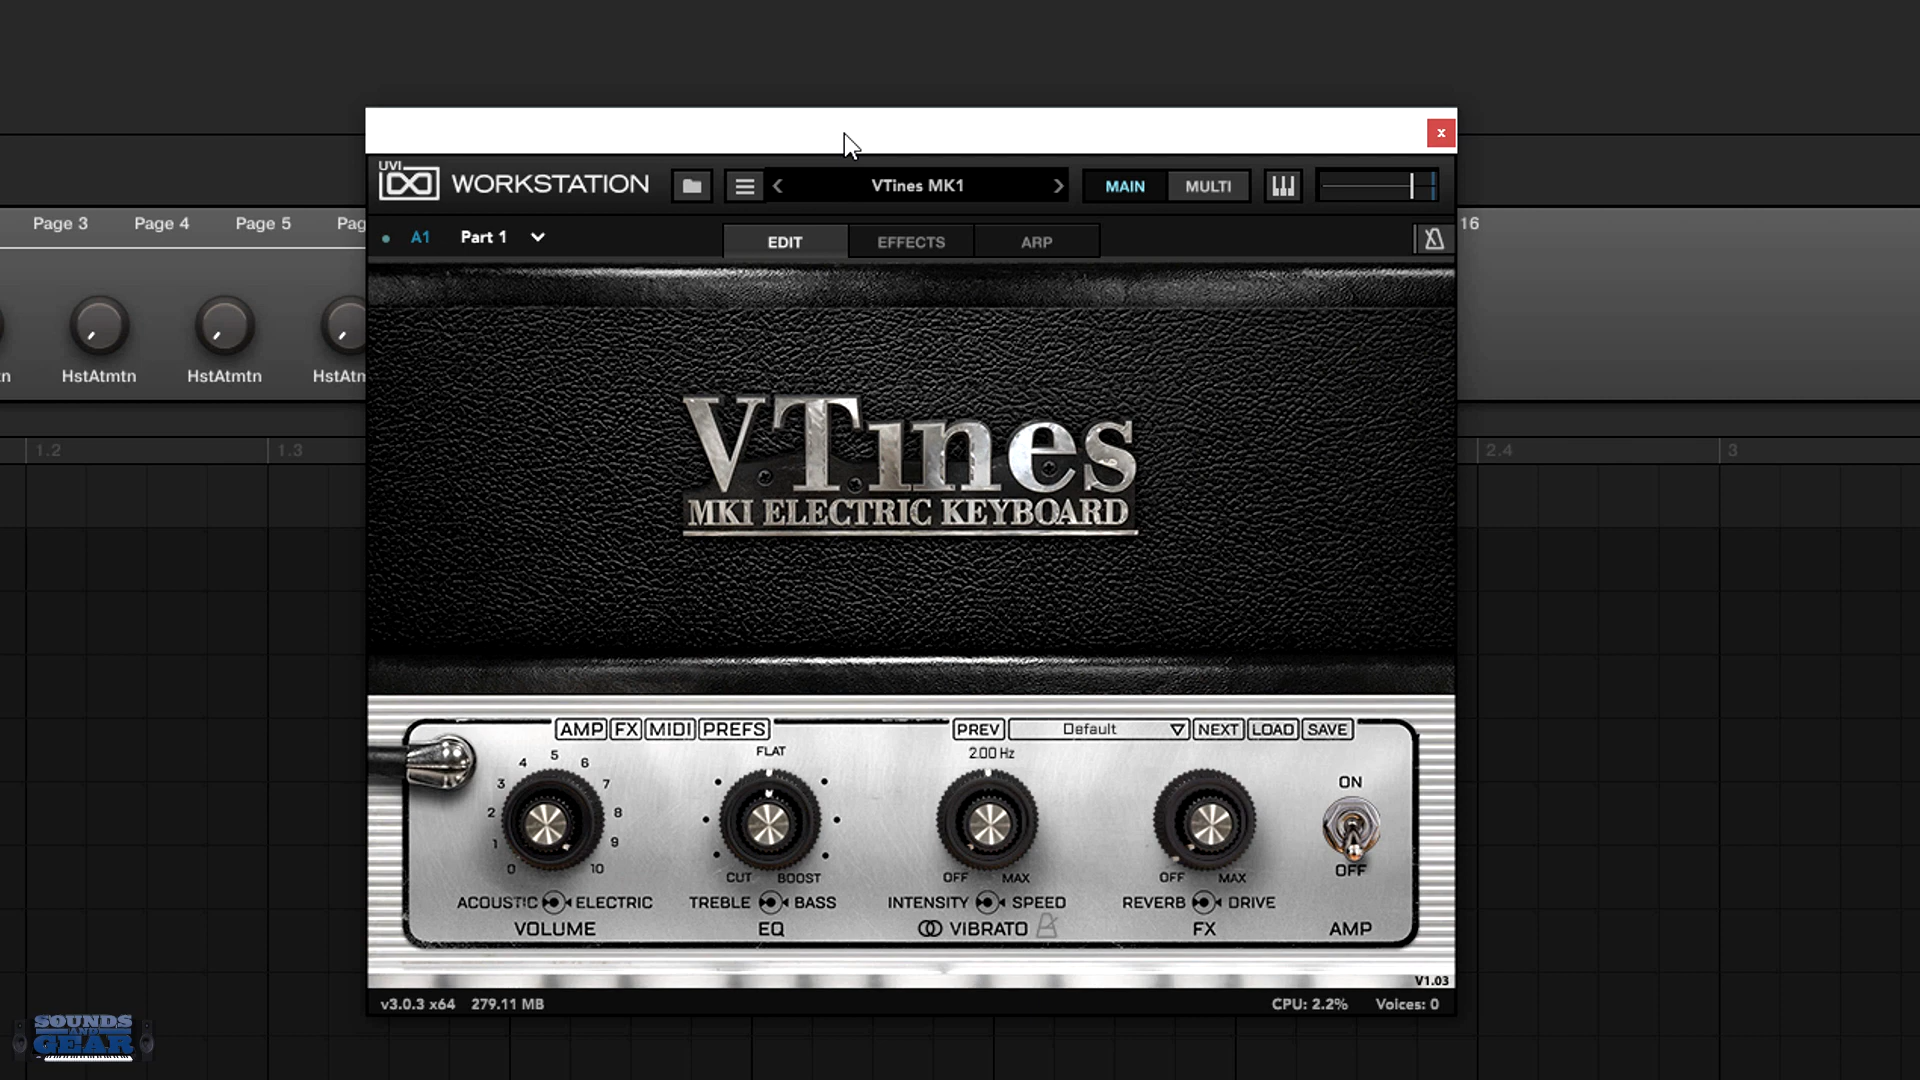 x
UVI
WORKSTATION
VTines MK1
MAIN
MULTI
Page 3
Page 4
Page 5
Pag
A1
Part 1
EDIT
EFFECTS
ARP
16
n
HstAtmtn
HstAtmtn
HstAtm
1.2
1.3
2.4
3
VTines
MKI ELECTRIC KEYBOARD
AMP
FX
MIDI
PREFS
PREV
Default
NEXT
LOAD
SAVE
0
1
2
3
4
5
6
7
8
9
10
FLAT
2.00 Hz
ON
CUT
BOOST
OFF
MAX
OFF
MAX
OFF
ACOUSTIC
ELECTRIC
TREBLE
BASS
INTENSITY
SPEED
REVERB
DRIVE
VOLUME
EQ
VIBRATO
FX
AMP
V1.03
v3.0.3 x64
279.11 MB
CPU: 2.2%
Voices: 0
SOUNDS
AND
GEAR